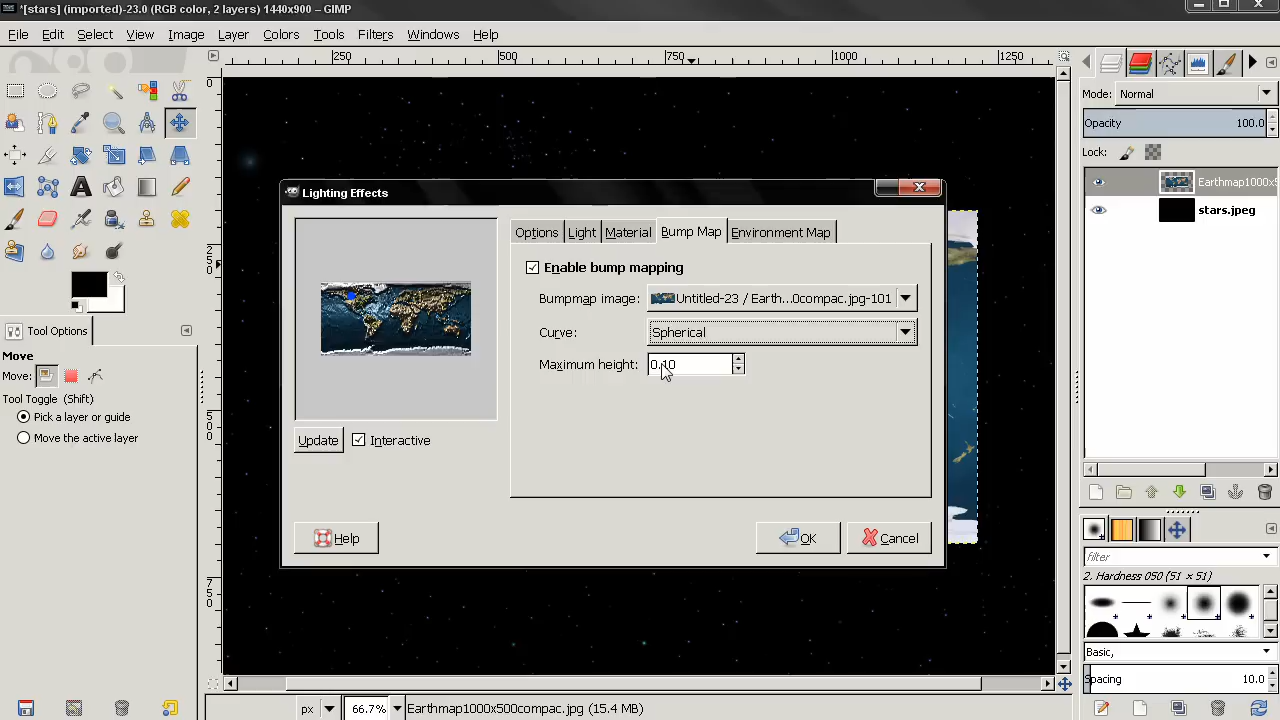 *[stars] (imported)-23.0 (RGB color, 2 layers) 1440x900 – GIMP
File Edit Select View Image Layer Colors Tools Filters Windows Help
250 500 750 1000 1250
Mode: Normal
Opacity 100.0
Lock:
Earthmap1000x5
stars.jpeg
0
250
500
750
Lighting Effects
Options Light Material Bump Map Environment Map
Enable bump mapping
Bumpmap image: Untitled-23 / Earth...0compac.jpg-101
Curve: Spherical
Maximum height: 0.10
Update Interactive
Help OK Cancel
Tool Options
Move
Move:
Tool Toggle (Shift)
Pick a layer or guide
Move the active layer
filter
2. Hardness 050 (51 × 51)
Basic,
Spacing 10.0
px 66.7% Earthmap1000x500compac.jpg (15.4 MB)